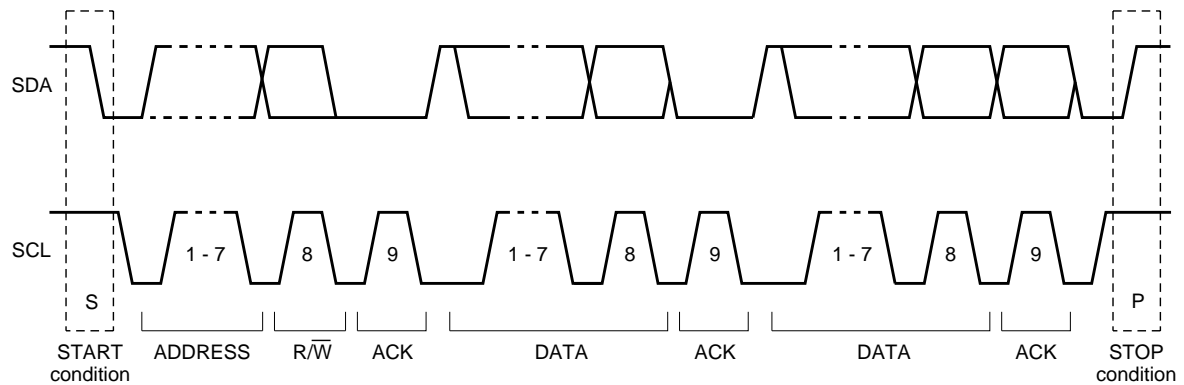 SDA
SCL
1 - 7
8
9
1 - 7
8
9
1 - 7
8
9
S
P
START
condition
ADDRESS
R/W̅
ACK
DATA
ACK
DATA
ACK
STOP
condition